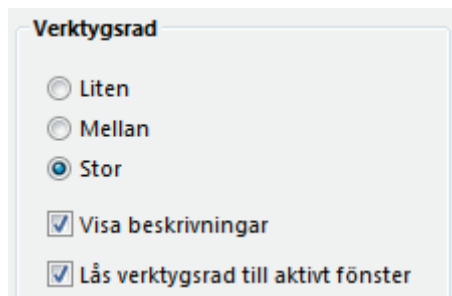 Verktygsrad
Liten
Mellan
Stor
Visa beskrivningar
Lås verktygsrad till aktivt fönster